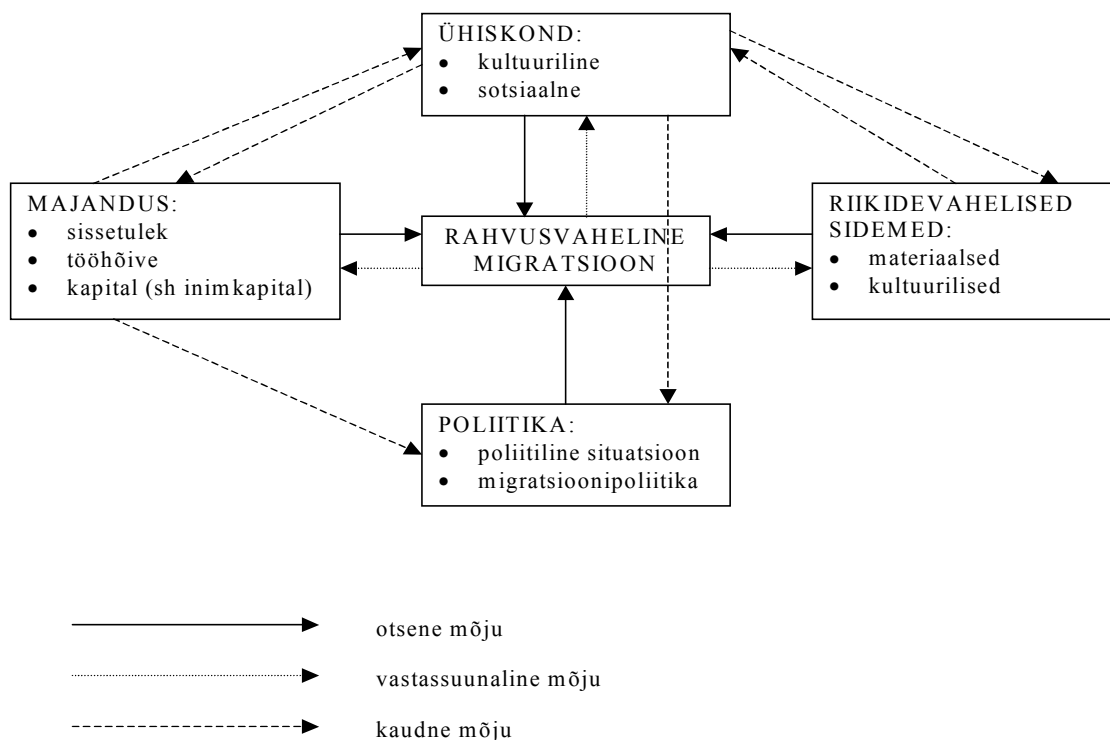 ÜHISKOND:
• kultuuriline
• sotsiaalne
MAJANDUS:
• sissetulek
• tööhõive
• kapital (sh inimkapital)
RAHVUSVAHELINE
MIGRATSIOON
RIIKIDEVAHELISED
SIDEMED:
• materiaalsed
• kultuurilised
POLIITIKA:
• poliitiline situatsioon
• migratsioonipoliitika
otsene mõju
vastassuunaline mõju
kaudne mõju